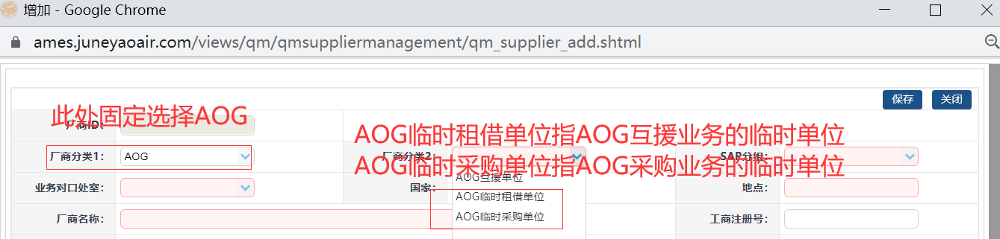 增加 - Google Chrome
ames.juneyaoair.com/views/qm/qmsuppliermanagement/qm_supplier_add.shtml
保存 关闭
此处固定选择AOG
厂商ID:
AOG临时租借单位指AOG互援业务的临时单位
厂商分类1: AOG 厂商分类2: SAP分组:
AOG临时采购单位指AOG采购业务的临时单位
AOG互援单位
业务对口处室: 国家: 地点:
AOG临时租借单位
AOG临时采购单位
厂商名称: 工商注册号: